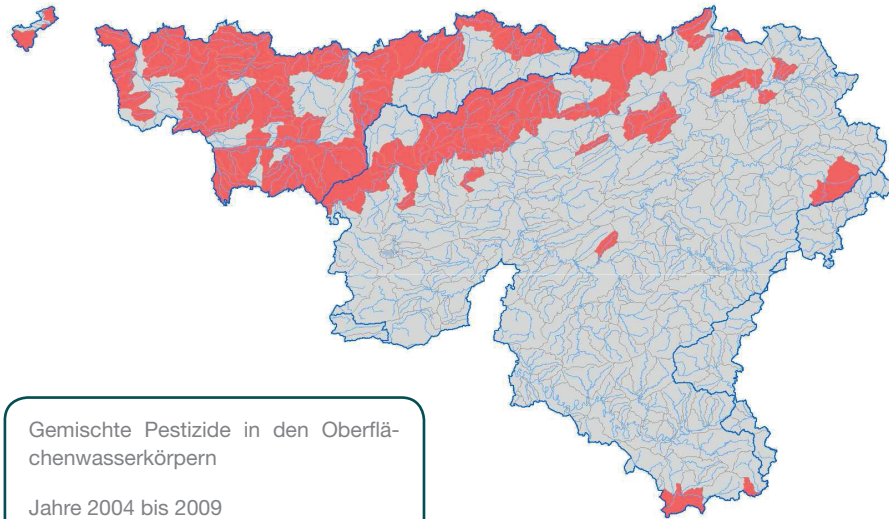 Gemischte Pestizide in den Oberflä-
chenwasserkörpern
Jahre 2004 bis 2009